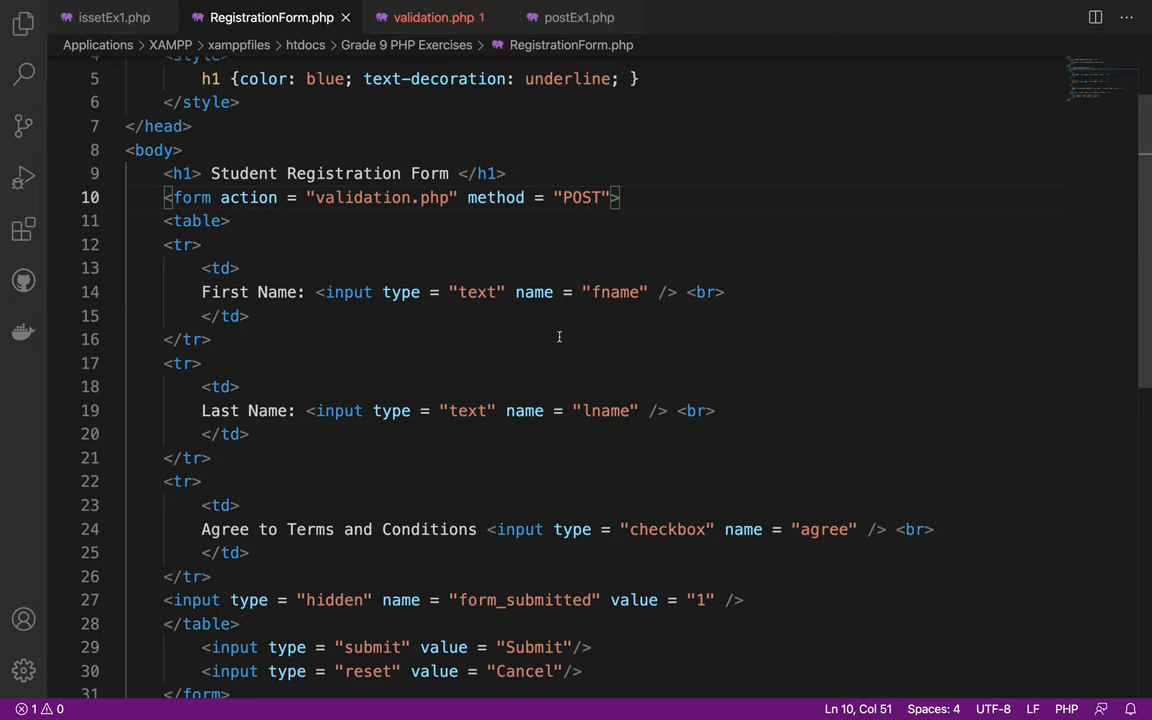 issetEx1.php RegistrationForm.php validation.php 1 postEx1.php
Applications XAMPP xamppfiles htdocs Grade 9 PHP Exercises RegistrationForm.php
4 <style>
5 h1 {color: blue; text-decoration: underline; }
6 </style>
7 </head>
8 <body>
9 <h1> Student Registration Form </h1>
10 <form action = "validation.php" method = "POST">
11 <table>
12 <tr>
13 <td>
14 First Name: <input type = "text" name = "fname" /> <br>
15 </td>
16 </tr>
17 <tr>
18 <td>
19 Last Name: <input type = "text" name = "lname" /> <br>
20 </td>
21 </tr>
22 <tr>
23 <td>
24 Agree to Terms and Conditions <input type = "checkbox" name = "agree" /> <br>
25 </td>
26 </tr>
27 <input type = "hidden" name = "form_submitted" value = "1" />
28 </table>
29 <input type = "submit" value = "Submit"/>
30 <input type = "reset" value = "Cancel"/>
31 </form>
1 0 Ln 10, Col 51 Spaces: 4 UTF-8 LF PHP